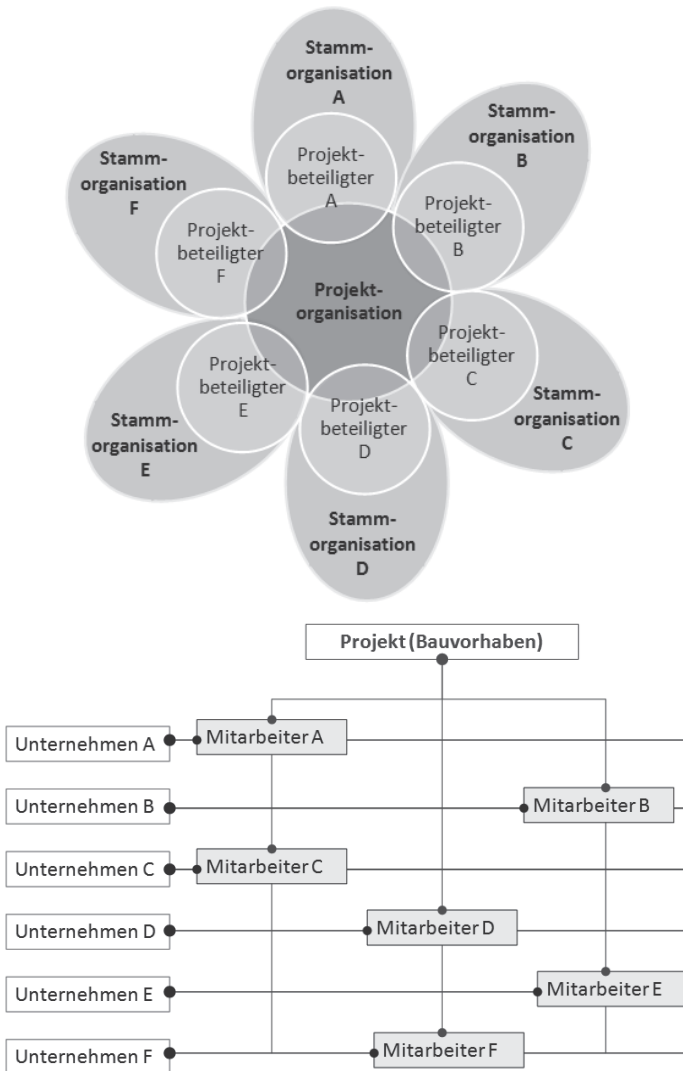 Stamm-
organisation
A
Projekt-
beteiligter
A
Stamm-
organisation
B
Projekt-
beteiligter
B
Stamm-
organisation
F
Projekt-
beteiligter
F
Projekt-
organisation
Projekt-
beteiligter
C
Stamm-
organisation
C
Projekt-
beteiligter
E
Stamm-
organisation
E
Projekt-
beteiligter
D
Stamm-
organisation
D
Projekt (Bauvorhaben)
Unternehmen A
Mitarbeiter A
Unternehmen B
Mitarbeiter B
Unternehmen C
Mitarbeiter C
Unternehmen D
Mitarbeiter D
Unternehmen E
Mitarbeiter E
Unternehmen F
Mitarbeiter F